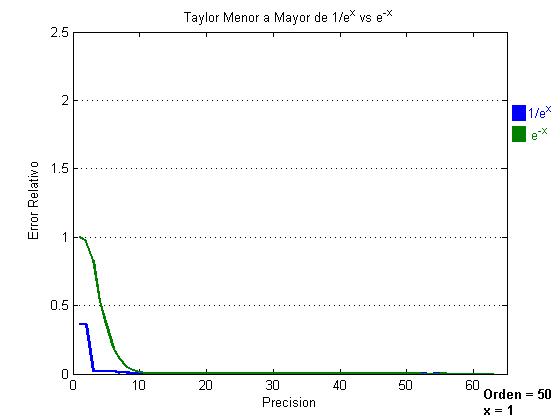 Taylor Menor a Mayor de 1/e^x vs e^-x
2.5
2
1.5
1
0.5
0
Error Relativo
1/e^x
e^-x
0 10 20 30 40 50 60
Precision
Orden = 50
x = 1